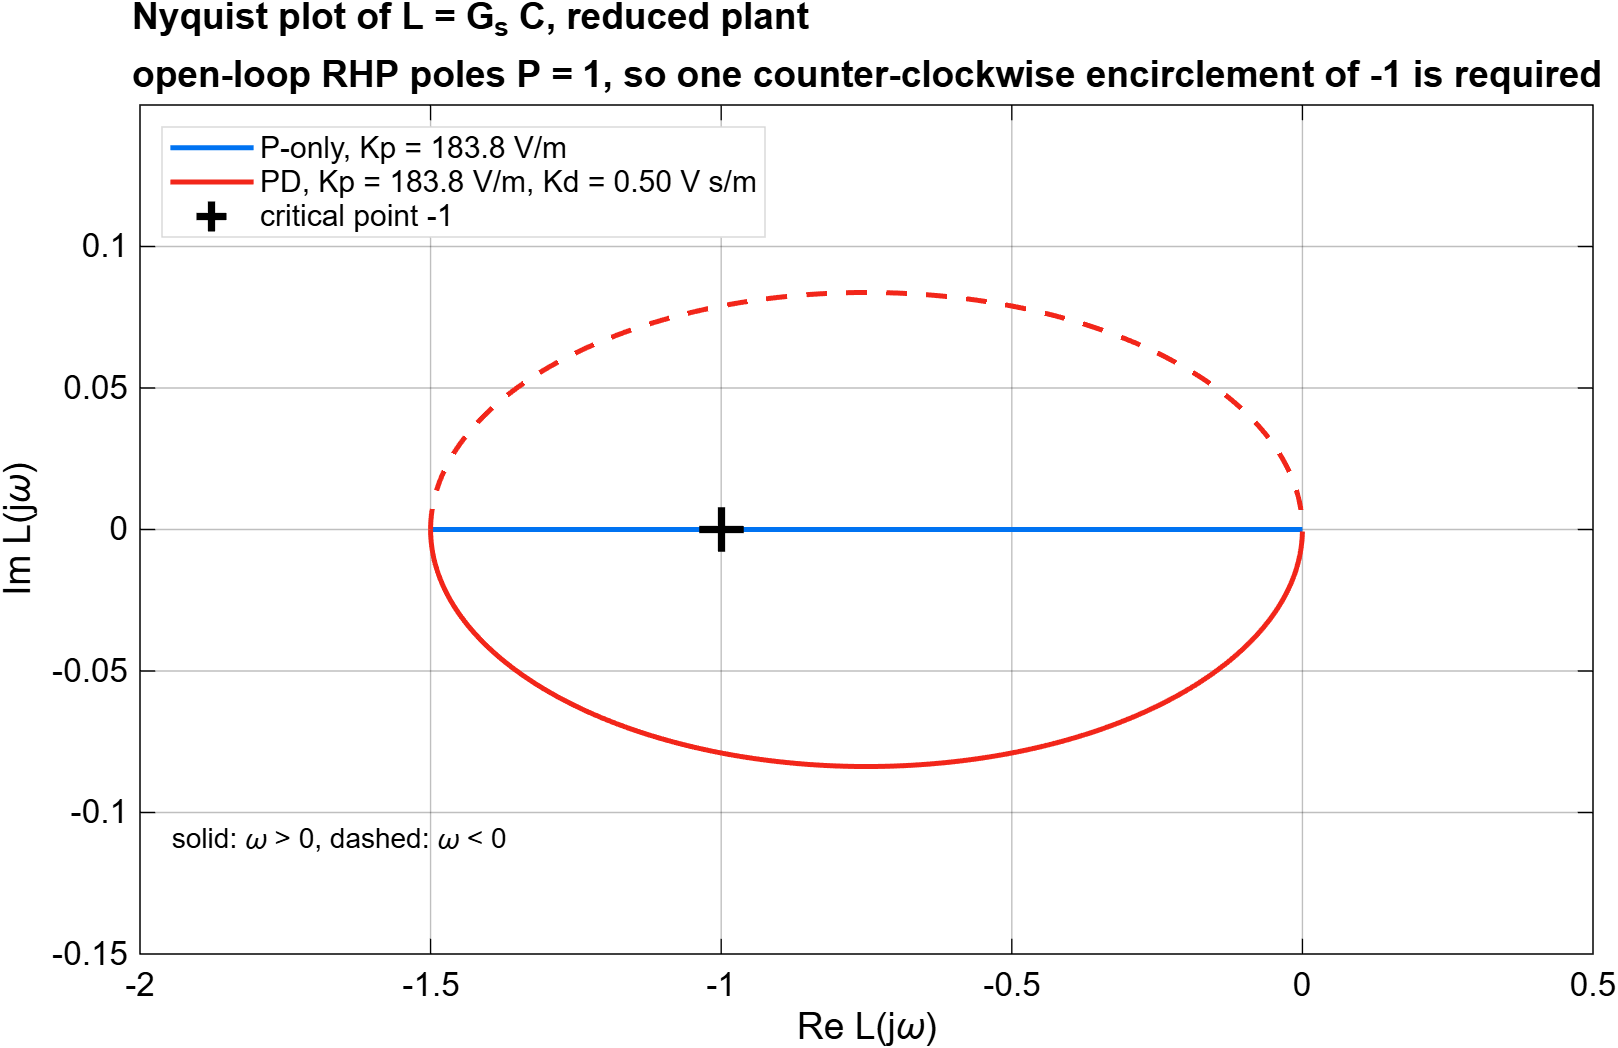 Nyquist plot of L = Gs C, reduced plant
open-loop RHP poles P = 1, so one counter-clockwise encirclement of -1 is required
P-only, Kp = 183.8 V/m
PD, Kp = 183.8 V/m, Kd = 0.50 V s/m
critical point -1
0.1
0.05
0
-0.05
-0.1
-0.15
Im L(jω)
solid: ω > 0, dashed: ω < 0
-2 -1.5 -1 -0.5 0 0.5
Re L(jω)